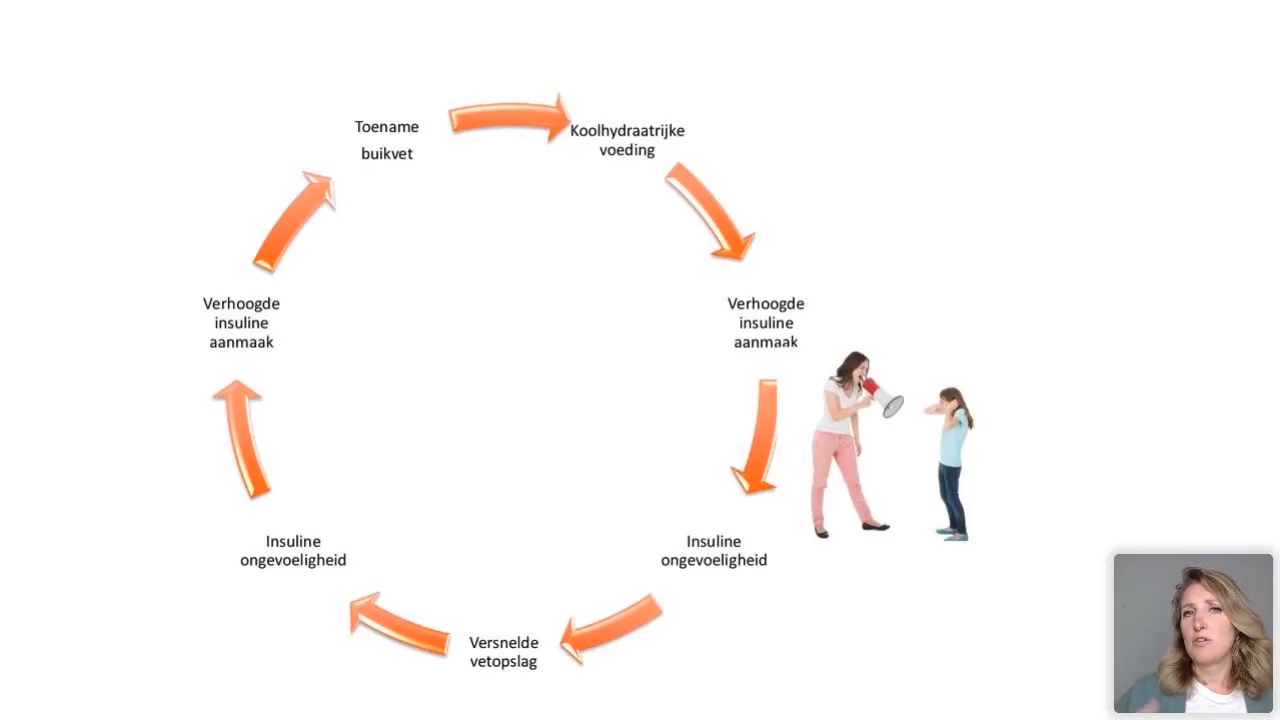 Toename
buikvet
Koolhydraatrijke
voeding
Verhoogde
insuline
aanmaak
Verhoogde
insuline
aanmaak
Insuline
ongevoeligheid
Insuline
ongevoeligheid
Versnelde
vetopslag